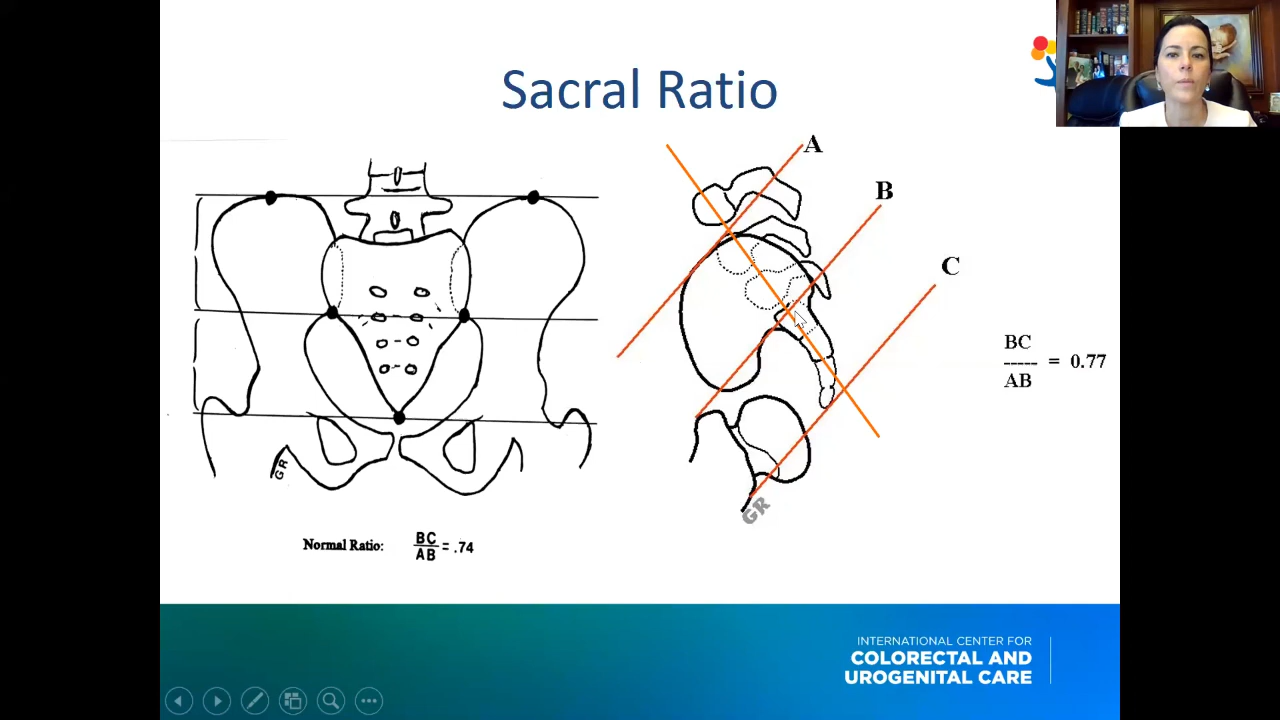 Sacral Ratio
GR
Normal Ratio: BC
AB = .74
A
B
C
GR
BC
----- = 0.77
AB
INTERNATIONAL CENTER FOR
COLORECTAL AND
UROGENITAL CARE